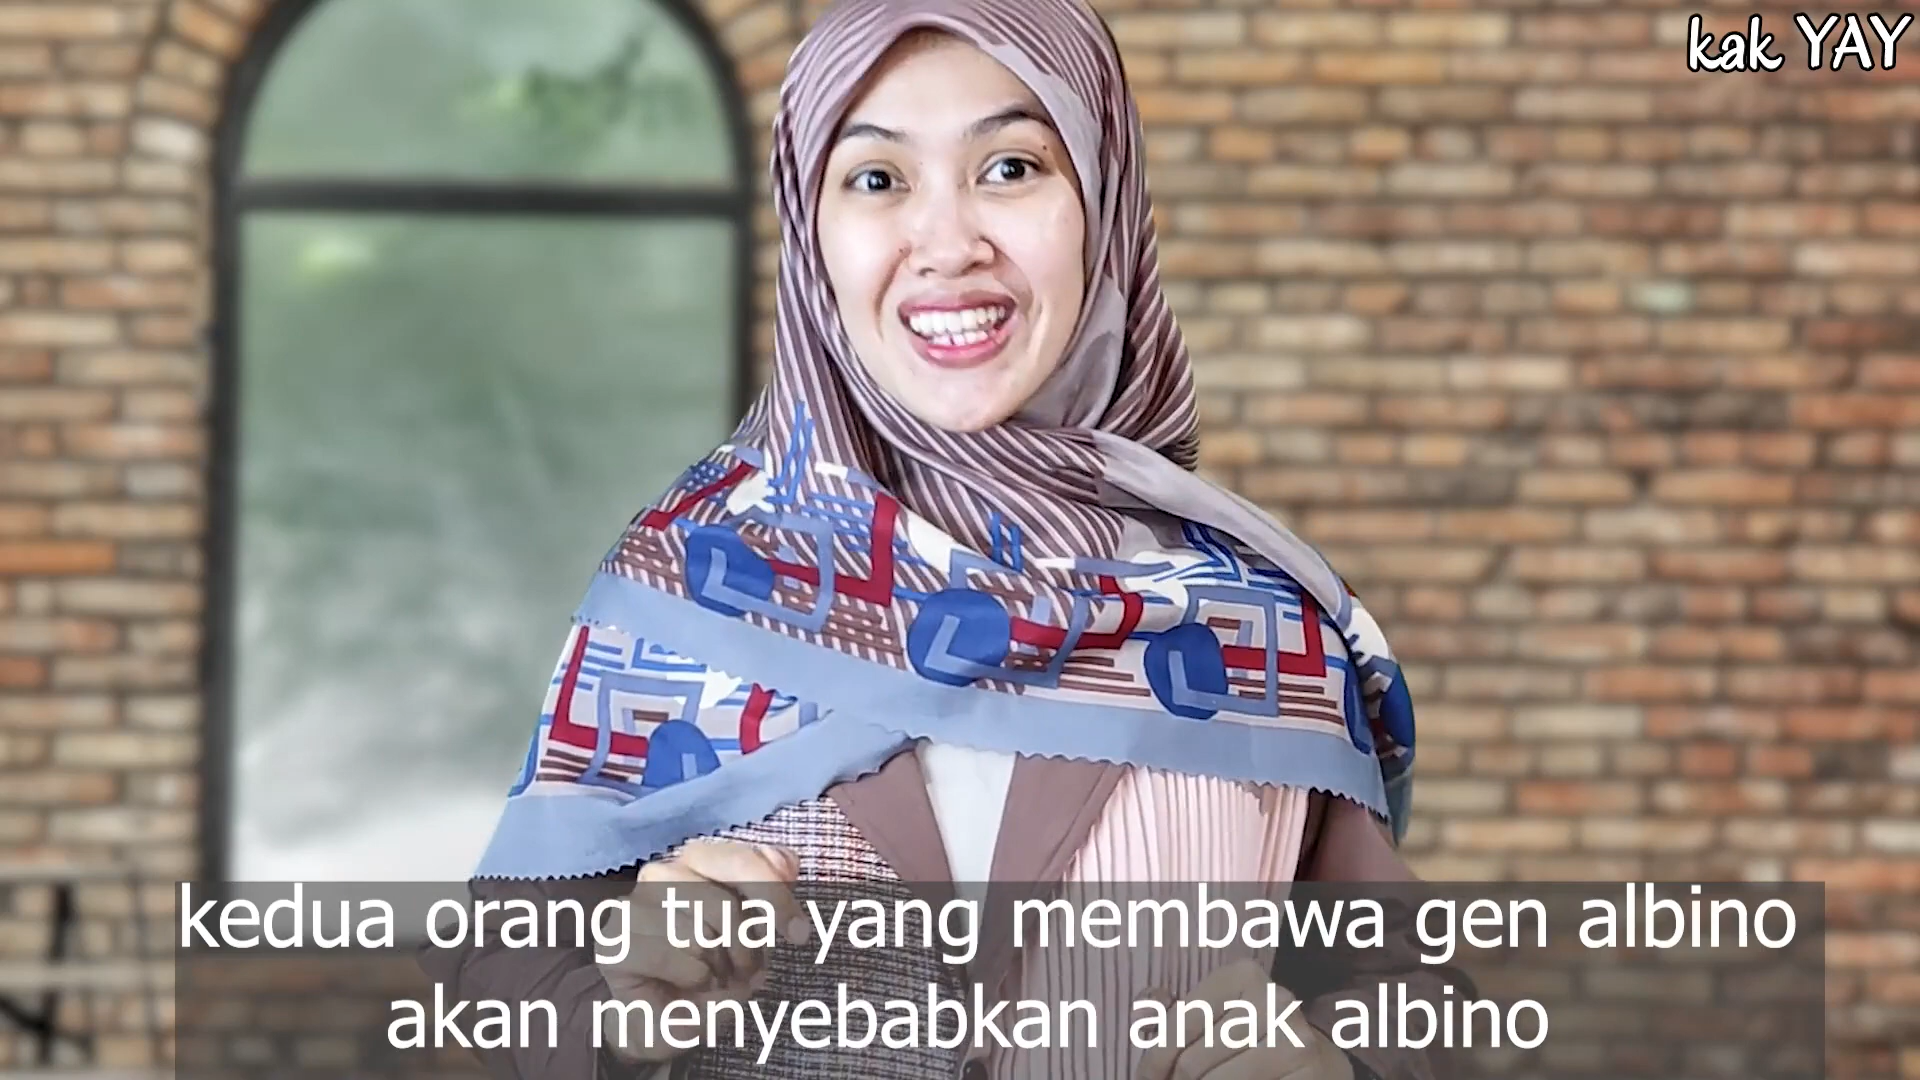 kak YAY
kedua orang tua yang membawa gen albino
akan menyebabkan anak albino